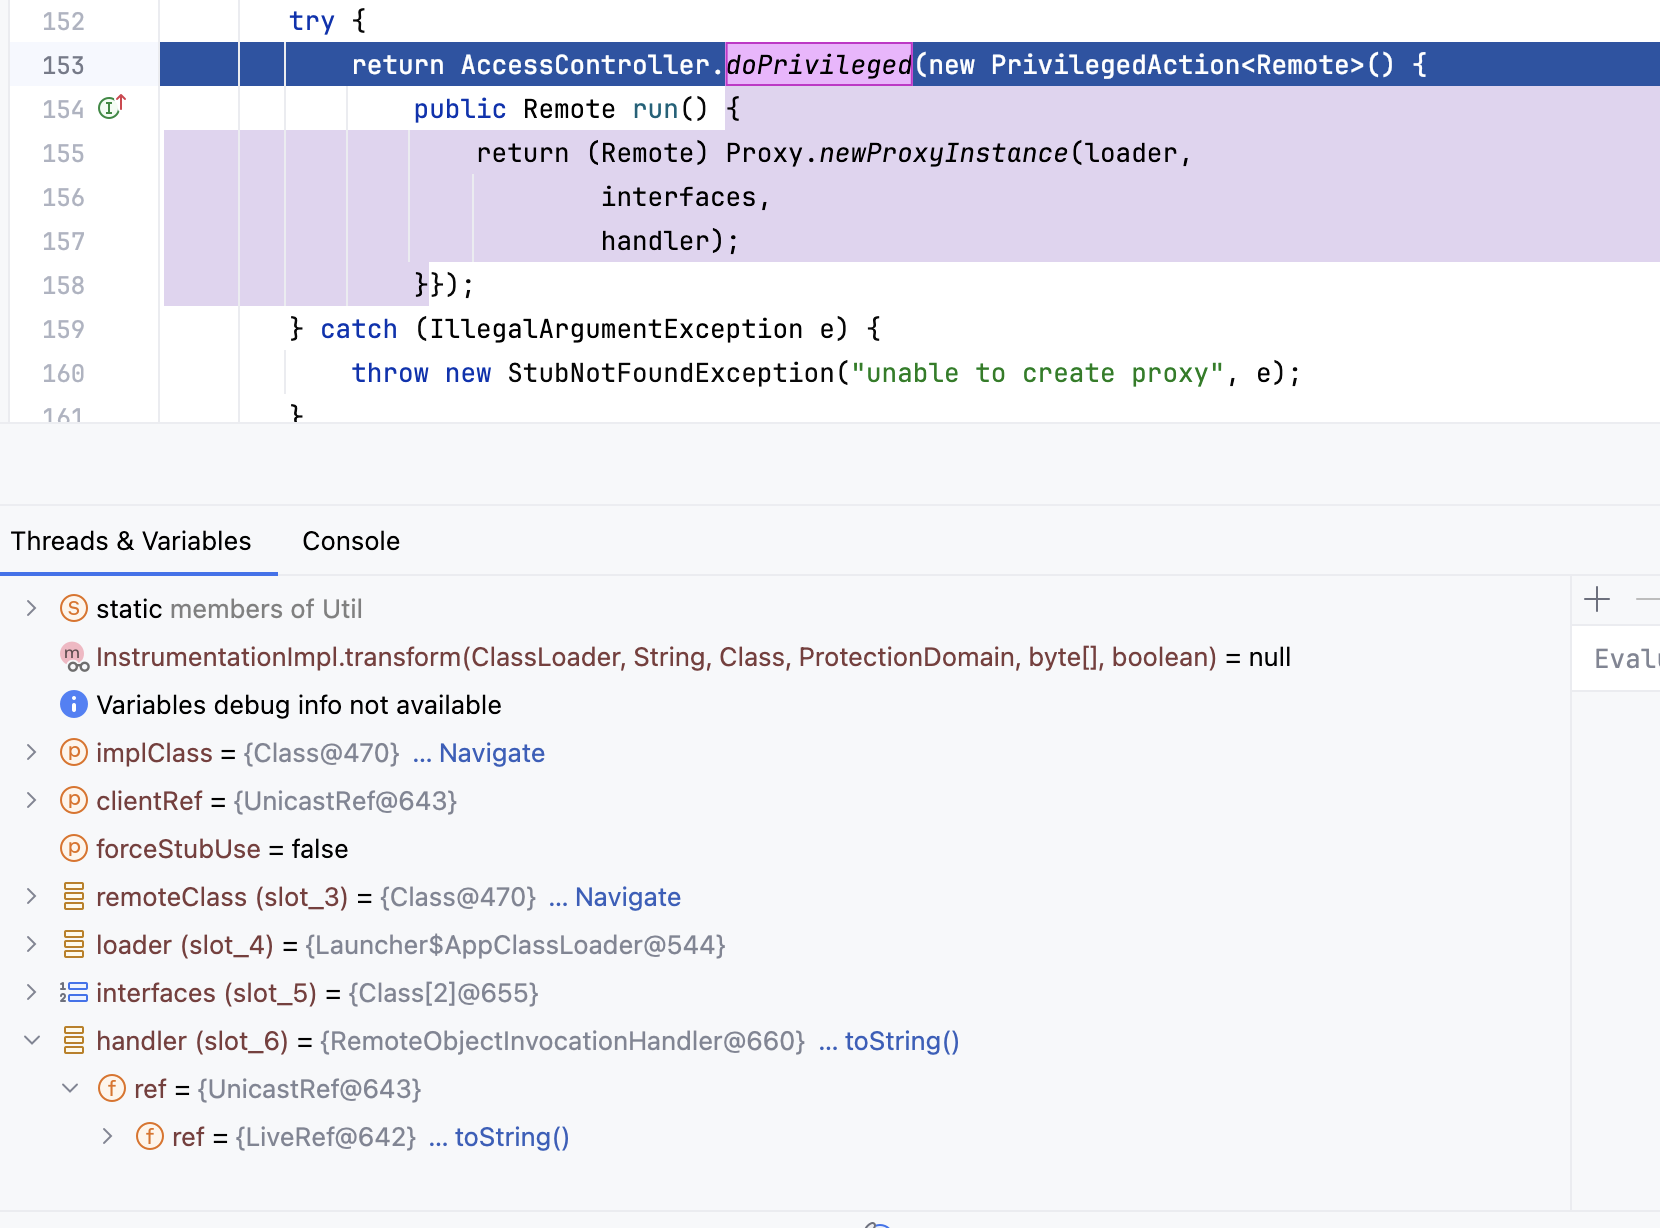 152 try {
153 return AccessController.doPrivileged(new PrivilegedAction<Remote>() {
154 public Remote run() {
155 return (Remote) Proxy.newProxyInstance(loader,
156 interfaces,
157 handler);
158 }});
159 } catch (IllegalArgumentException e) {
160 throw new StubNotFoundException("unable to create proxy", e);
161 }
Threads & Variables Console
S static members of Util
m InstrumentationImpl.transform(ClassLoader, String, Class, ProtectionDomain, byte[], boolean) = null
Evalu
Variables debug info not available
p implClass = {Class@470} ... Navigate
p clientRef = {UnicastRef@643}
p forceStubUse = false
remoteClass (slot_3) = {Class@470} ... Navigate
loader (slot_4) = {Launcher$AppClassLoader@544}
interfaces (slot_5) = {Class[2]@655}
handler (slot_6) = {RemoteObjectInvocationHandler@660} ... toString()
f ref = {UnicastRef@643}
f ref = {LiveRef@642} ... toString()